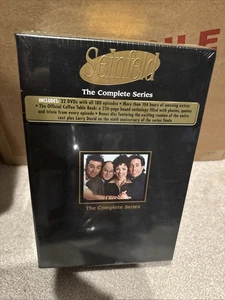 Seinfeld
The Complete Series
INCLUDES: 32 DVDs with all 180 episodes • More than 104 hours of amazing extras
• The Official Coffee Table Book: a 226-page bound anthology filled with photos, quotes
and trivia from every episode • Bonus disc featuring the exciting reunion of the entire
cast plus Larry David on the ninth anniversary of the series finale
The Complete Series